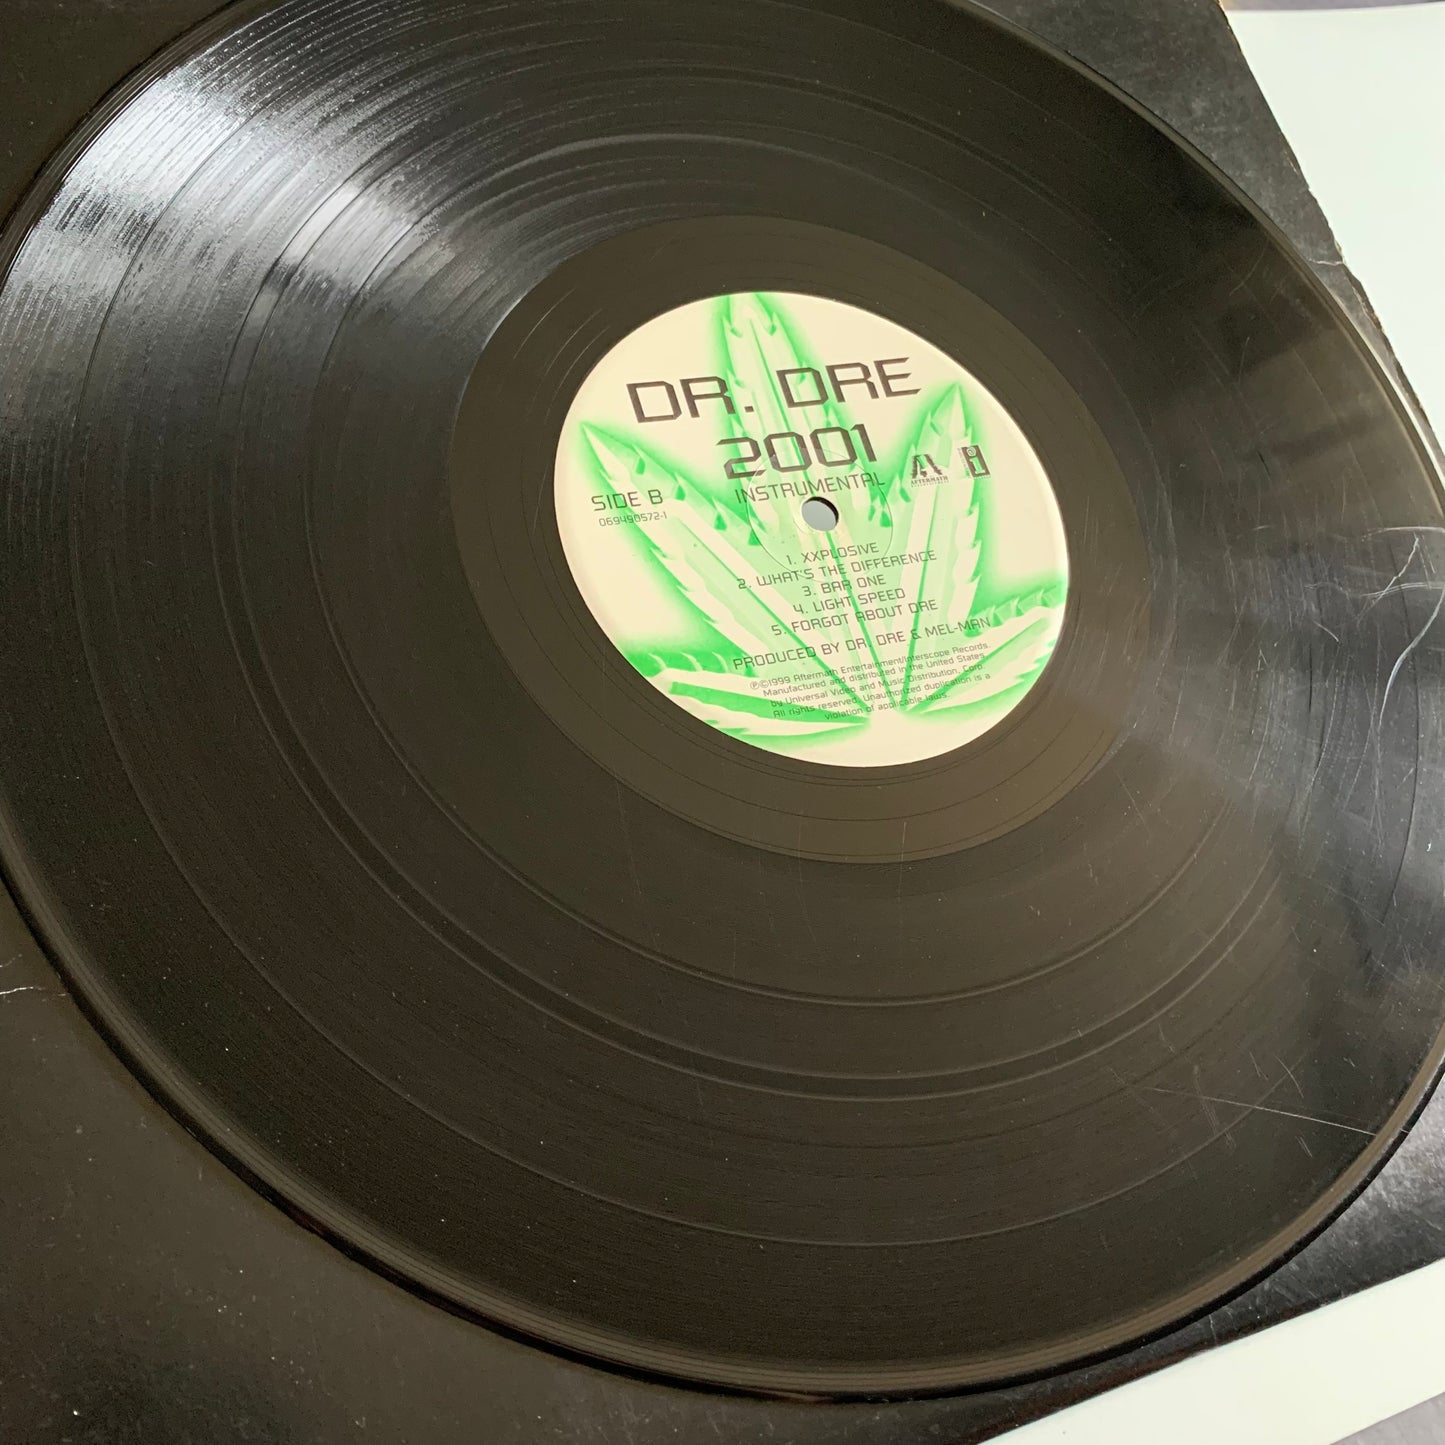 DR. DRE
2001
INSTRUMENTAL
SIDE B
069490572-1
AFTERMATH
1. XXPLOSIVE
2. WHAT'S THE DIFFERENCE
3. BAR ONE
4. LIGHT SPEED
5. FORGOT ABOUT DRE
PRODUCED BY DR. DRE & MEL-MAN
℗©1999 Aftermath Entertainment/Interscope Records.
Manufactured and distributed in the United States
by Universal Video and Music Distribution, Corp.
All rights reserved. Unauthorized duplication is a
violation of applicable laws.